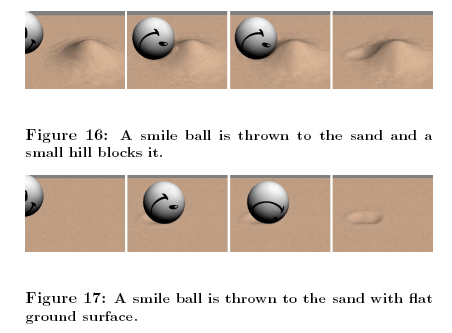 Figure 16: A smile ball is thrown to the sand and a
small hill blocks it.
Figure 17: A smile ball is thrown to the sand with flat
ground surface.